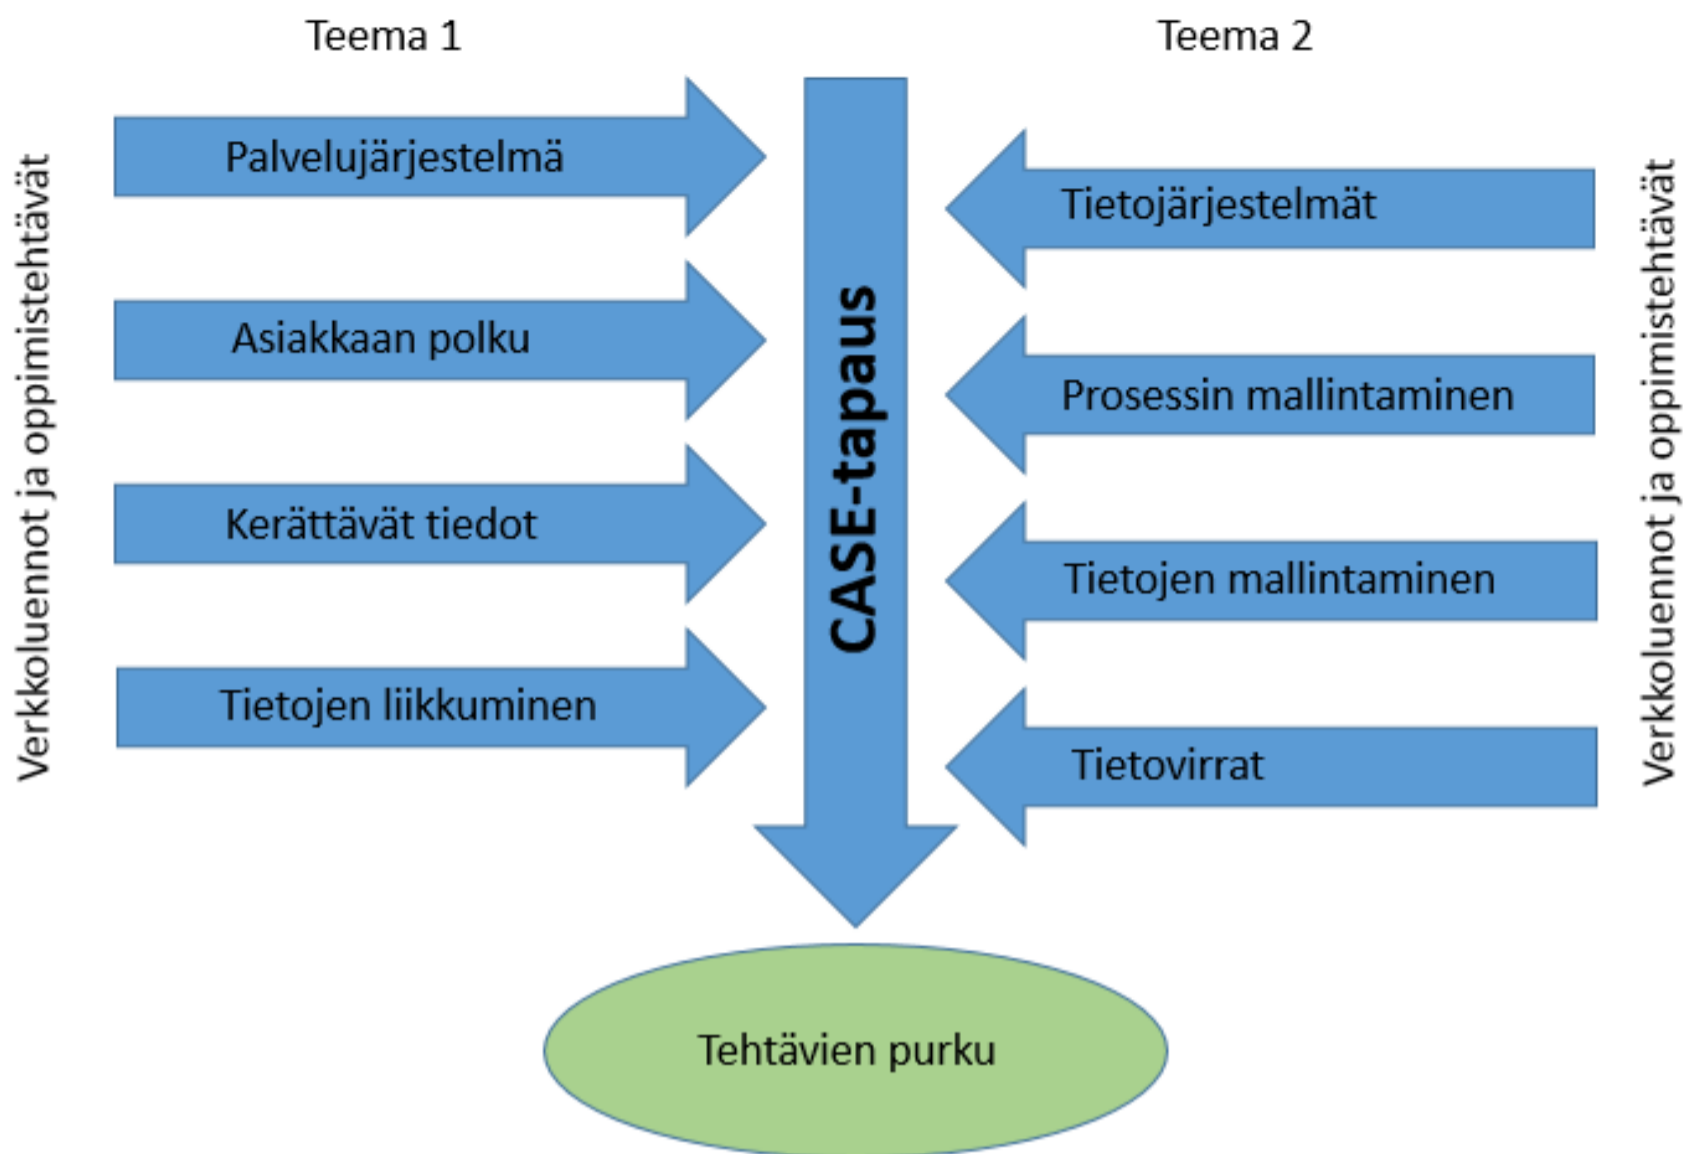 Teema 1
Teema 2
Verkkoluennot ja oppimistehtävät
Palvelujärjestelmä
Asiakkaan polku
Kerättävät tiedot
Tietojen liikkuminen
CASE-tapaus
Tietojärjestelmät
Prosessin mallintaminen
Tietojen mallintaminen
Tietovirrat
Verkkoluennot ja oppimistehtävät
Tehtävien purku